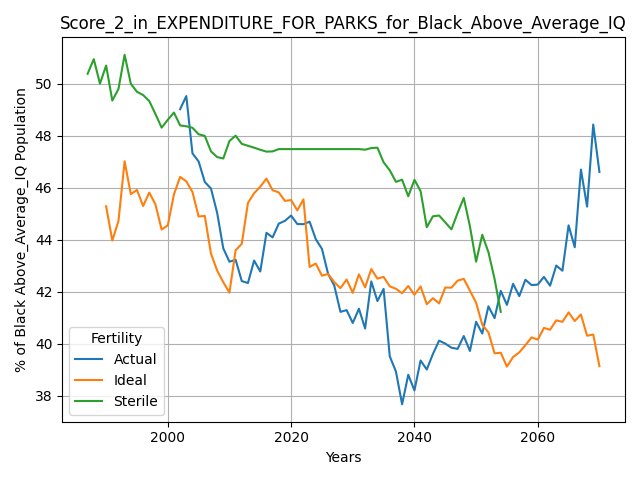 Score_2_in_EXPENDITURE_FOR_PARKS_for_Black_Above_Average_IQ
% of Black Above_Average_IQ Population
50
48
46
44
42
40
38
Fertility
Actual
Ideal
Sterile
2000
2020
2040
2060
Years